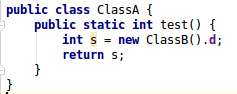 public class ClassA {
    public static int test() {
        int s = new ClassB().d;
        return s;
    }
}